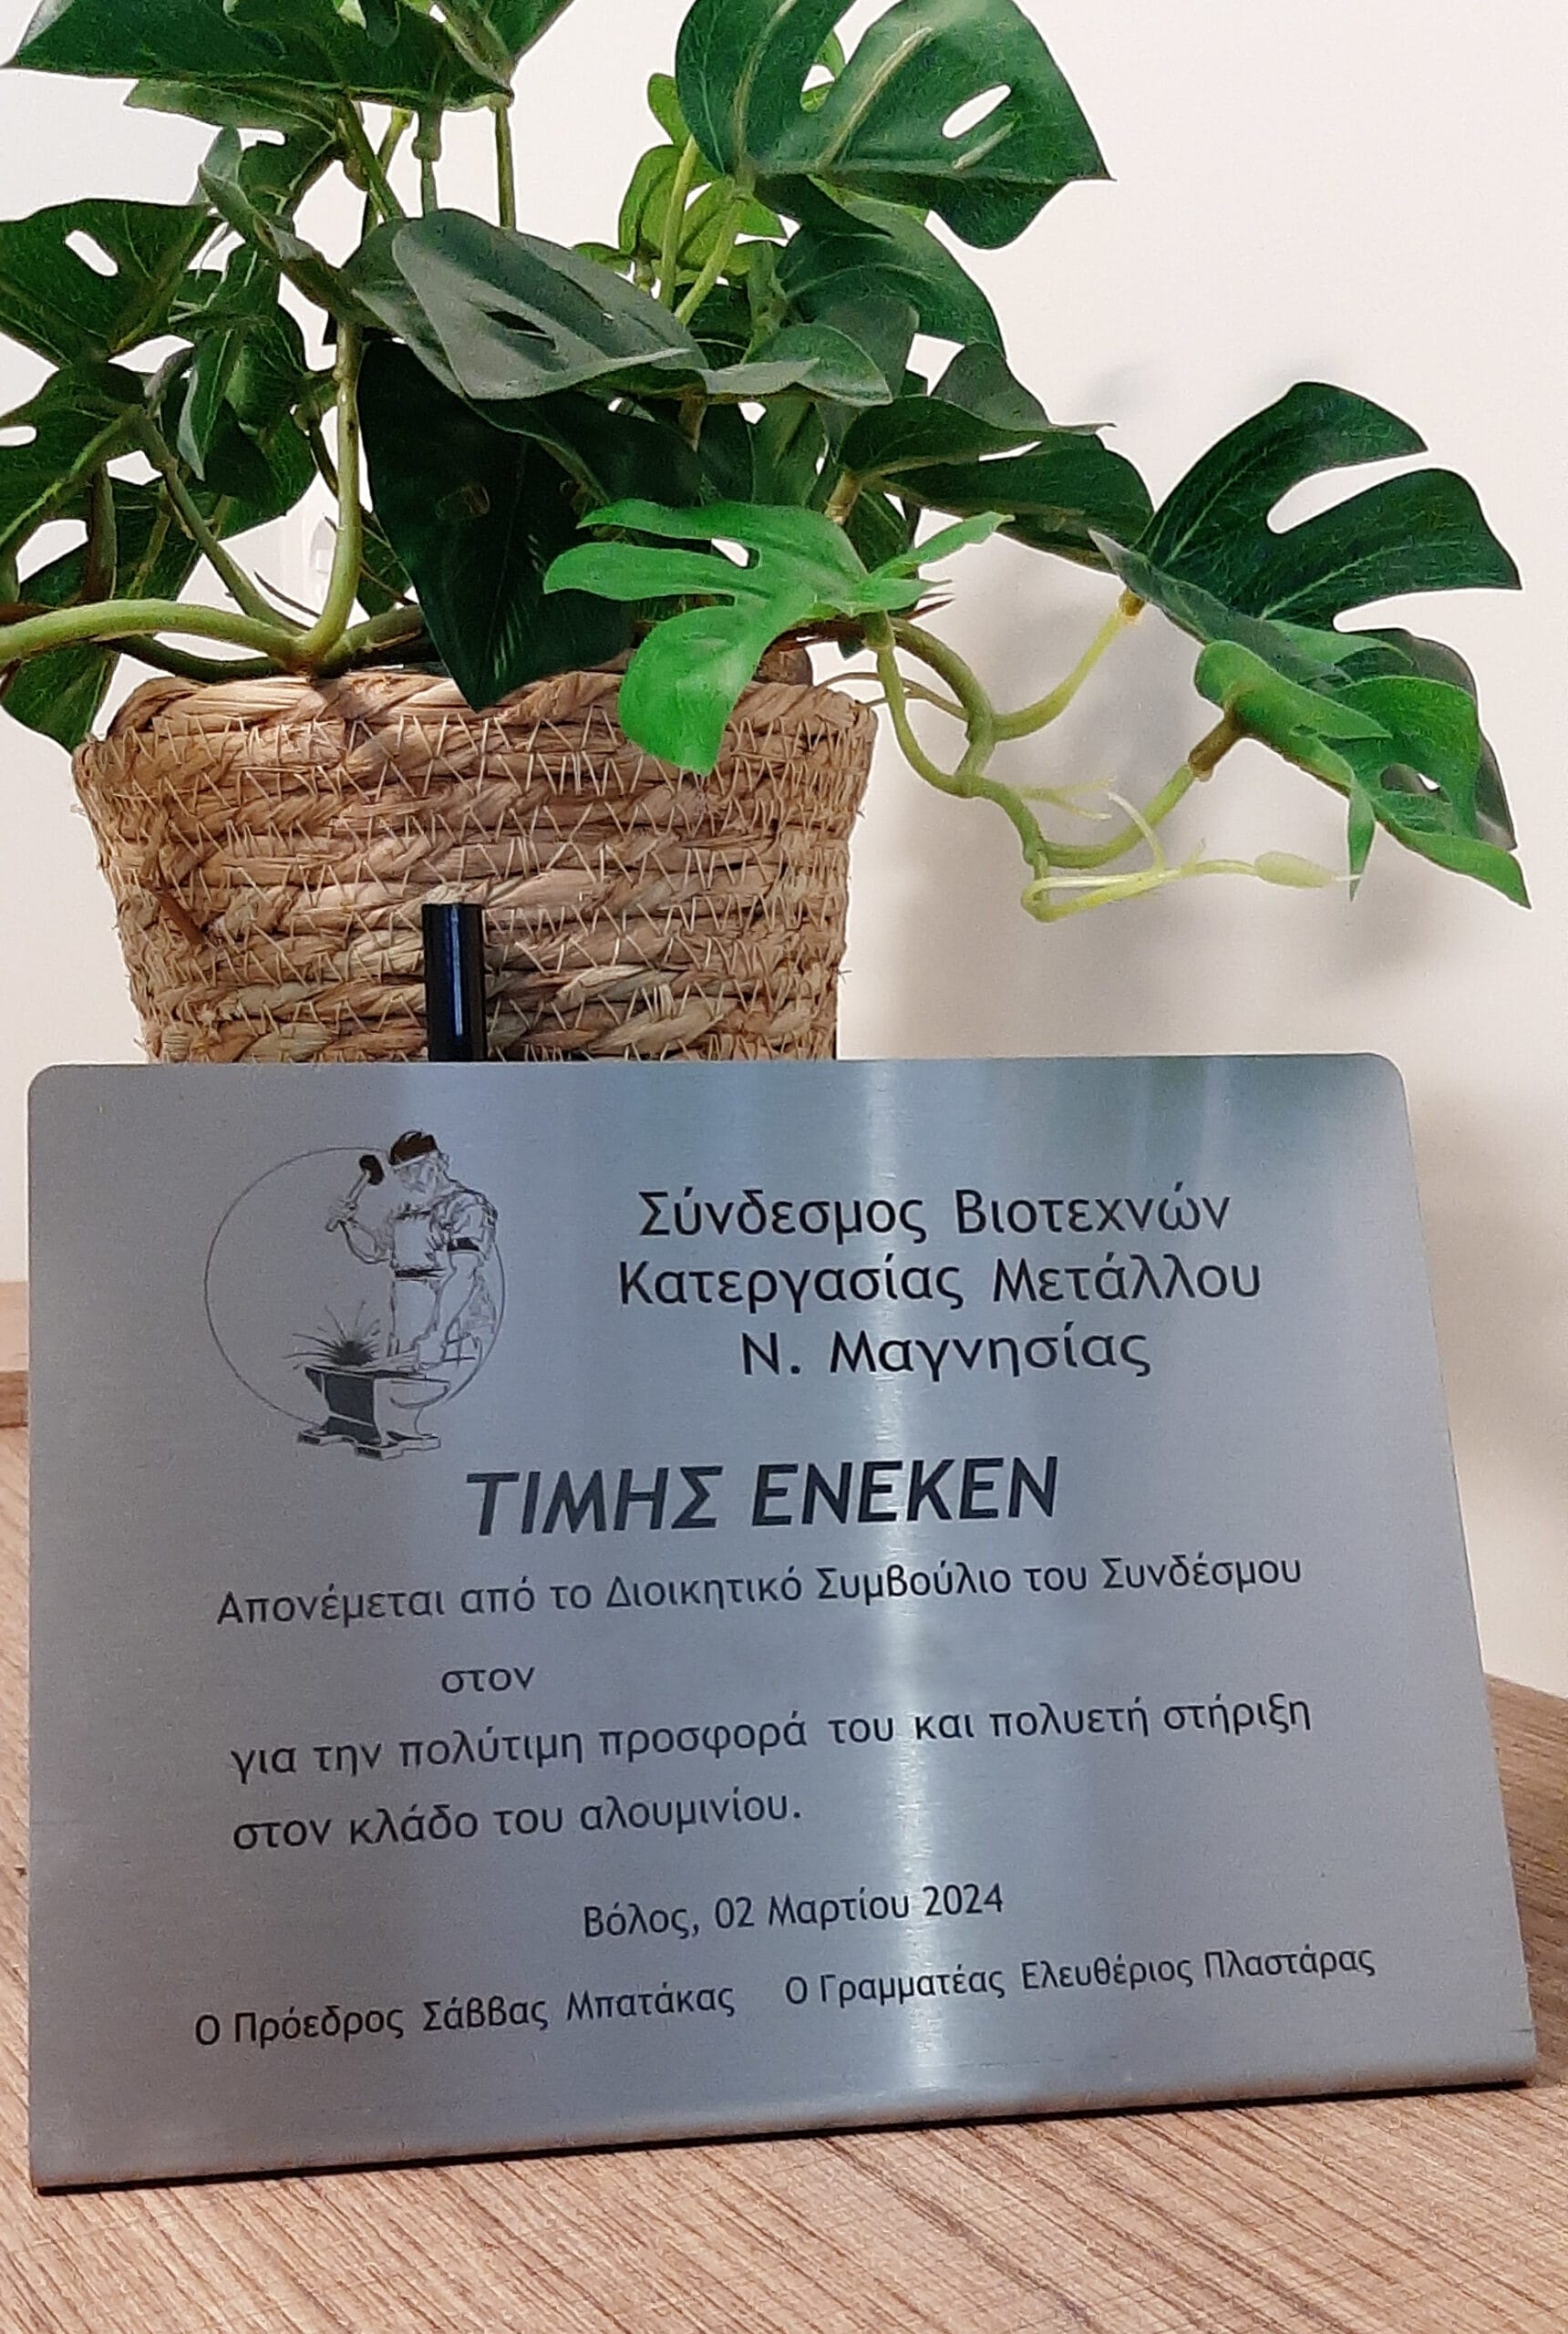 Σύνδεσμος Βιοτεχνών
Κατεργασίας Μετάλλου
Ν. Μαγνησίας
ΤΙΜΗΣ ΕΝΕΚΕΝ
Απονέμεται από το Διοικητικό Συμβούλιο του Συνδέσμου
στον
για την πολύτιμη προσφορά του και πολυετή στήριξη
στον κλάδο του αλουμινίου.
Βόλος, 02 Μαρτίου 2024
Ο Πρόεδρος Σάββας Μπατάκας Ο Γραμματέας Ελευθέριος Πλαστάρας